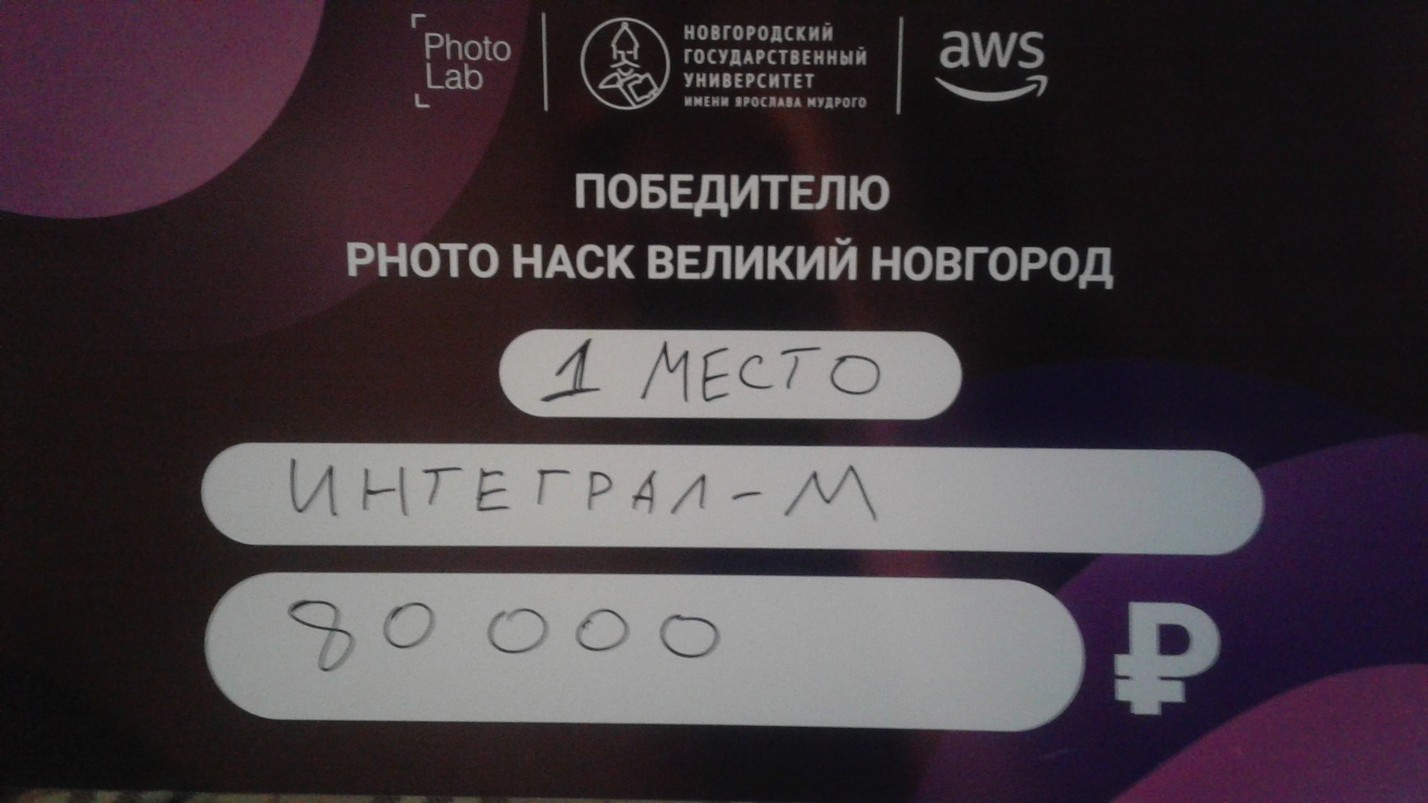 Photo
Lab
НОВГОРОДСКИЙ
ГОСУДАРСТВЕННЫЙ
УНИВЕРСИТЕТ
ИМЕНИ ЯРОСЛАВА МУДРОГО
aws
ПОБЕДИТЕЛЮ
PHOTO HACK ВЕЛИКИЙ НОВГОРОД
1 МЕСТО
ИНТЕГРАЛ-М
80 000
₽